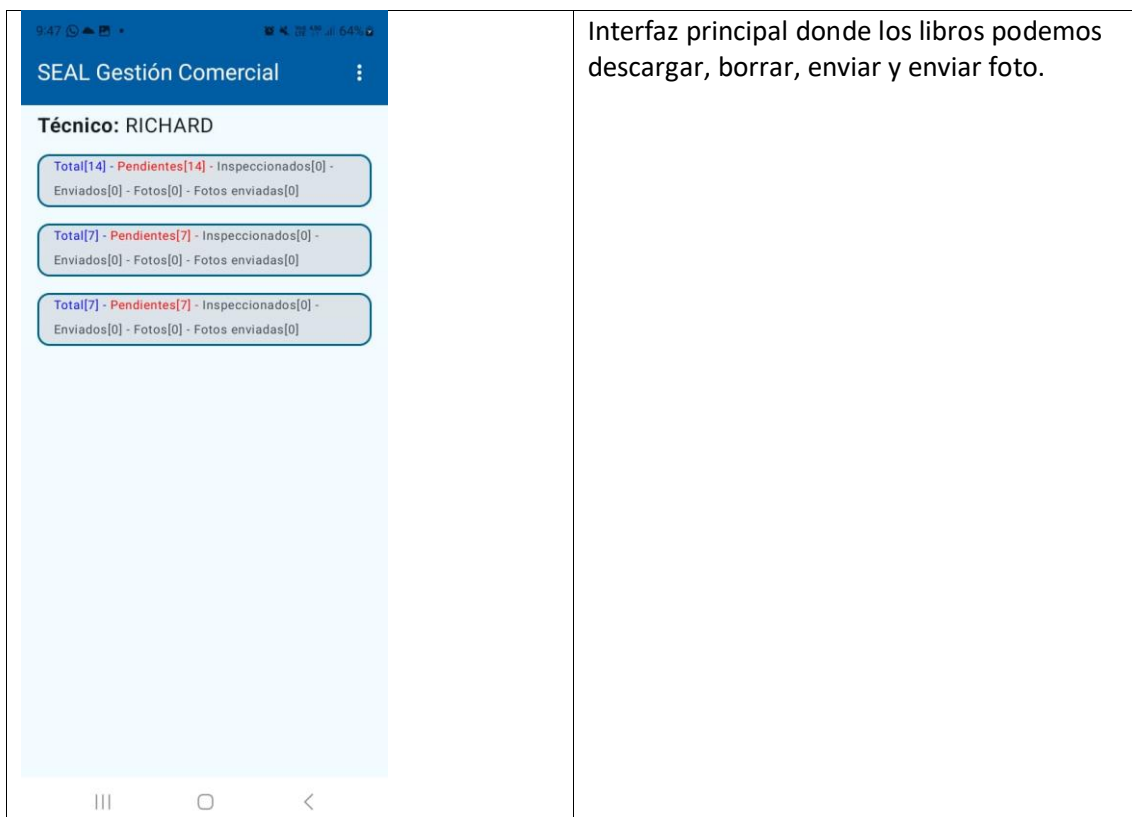 9:47
64%
SEAL Gestión Comercial
Técnico: RICHARD
Total[14] - Pendientes[14] - Inspeccionados[0] -
Enviados[0] - Fotos[0] - Fotos enviadas[0]
Total[7] - Pendientes[7] - Inspeccionados[0] -
Enviados[0] - Fotos[0] - Fotos enviadas[0]
Total[7] - Pendientes[7] - Inspeccionados[0] -
Enviados[0] - Fotos[0] - Fotos enviadas[0]
Interfaz principal donde los libros podemos
descargar, borrar, enviar y enviar foto.